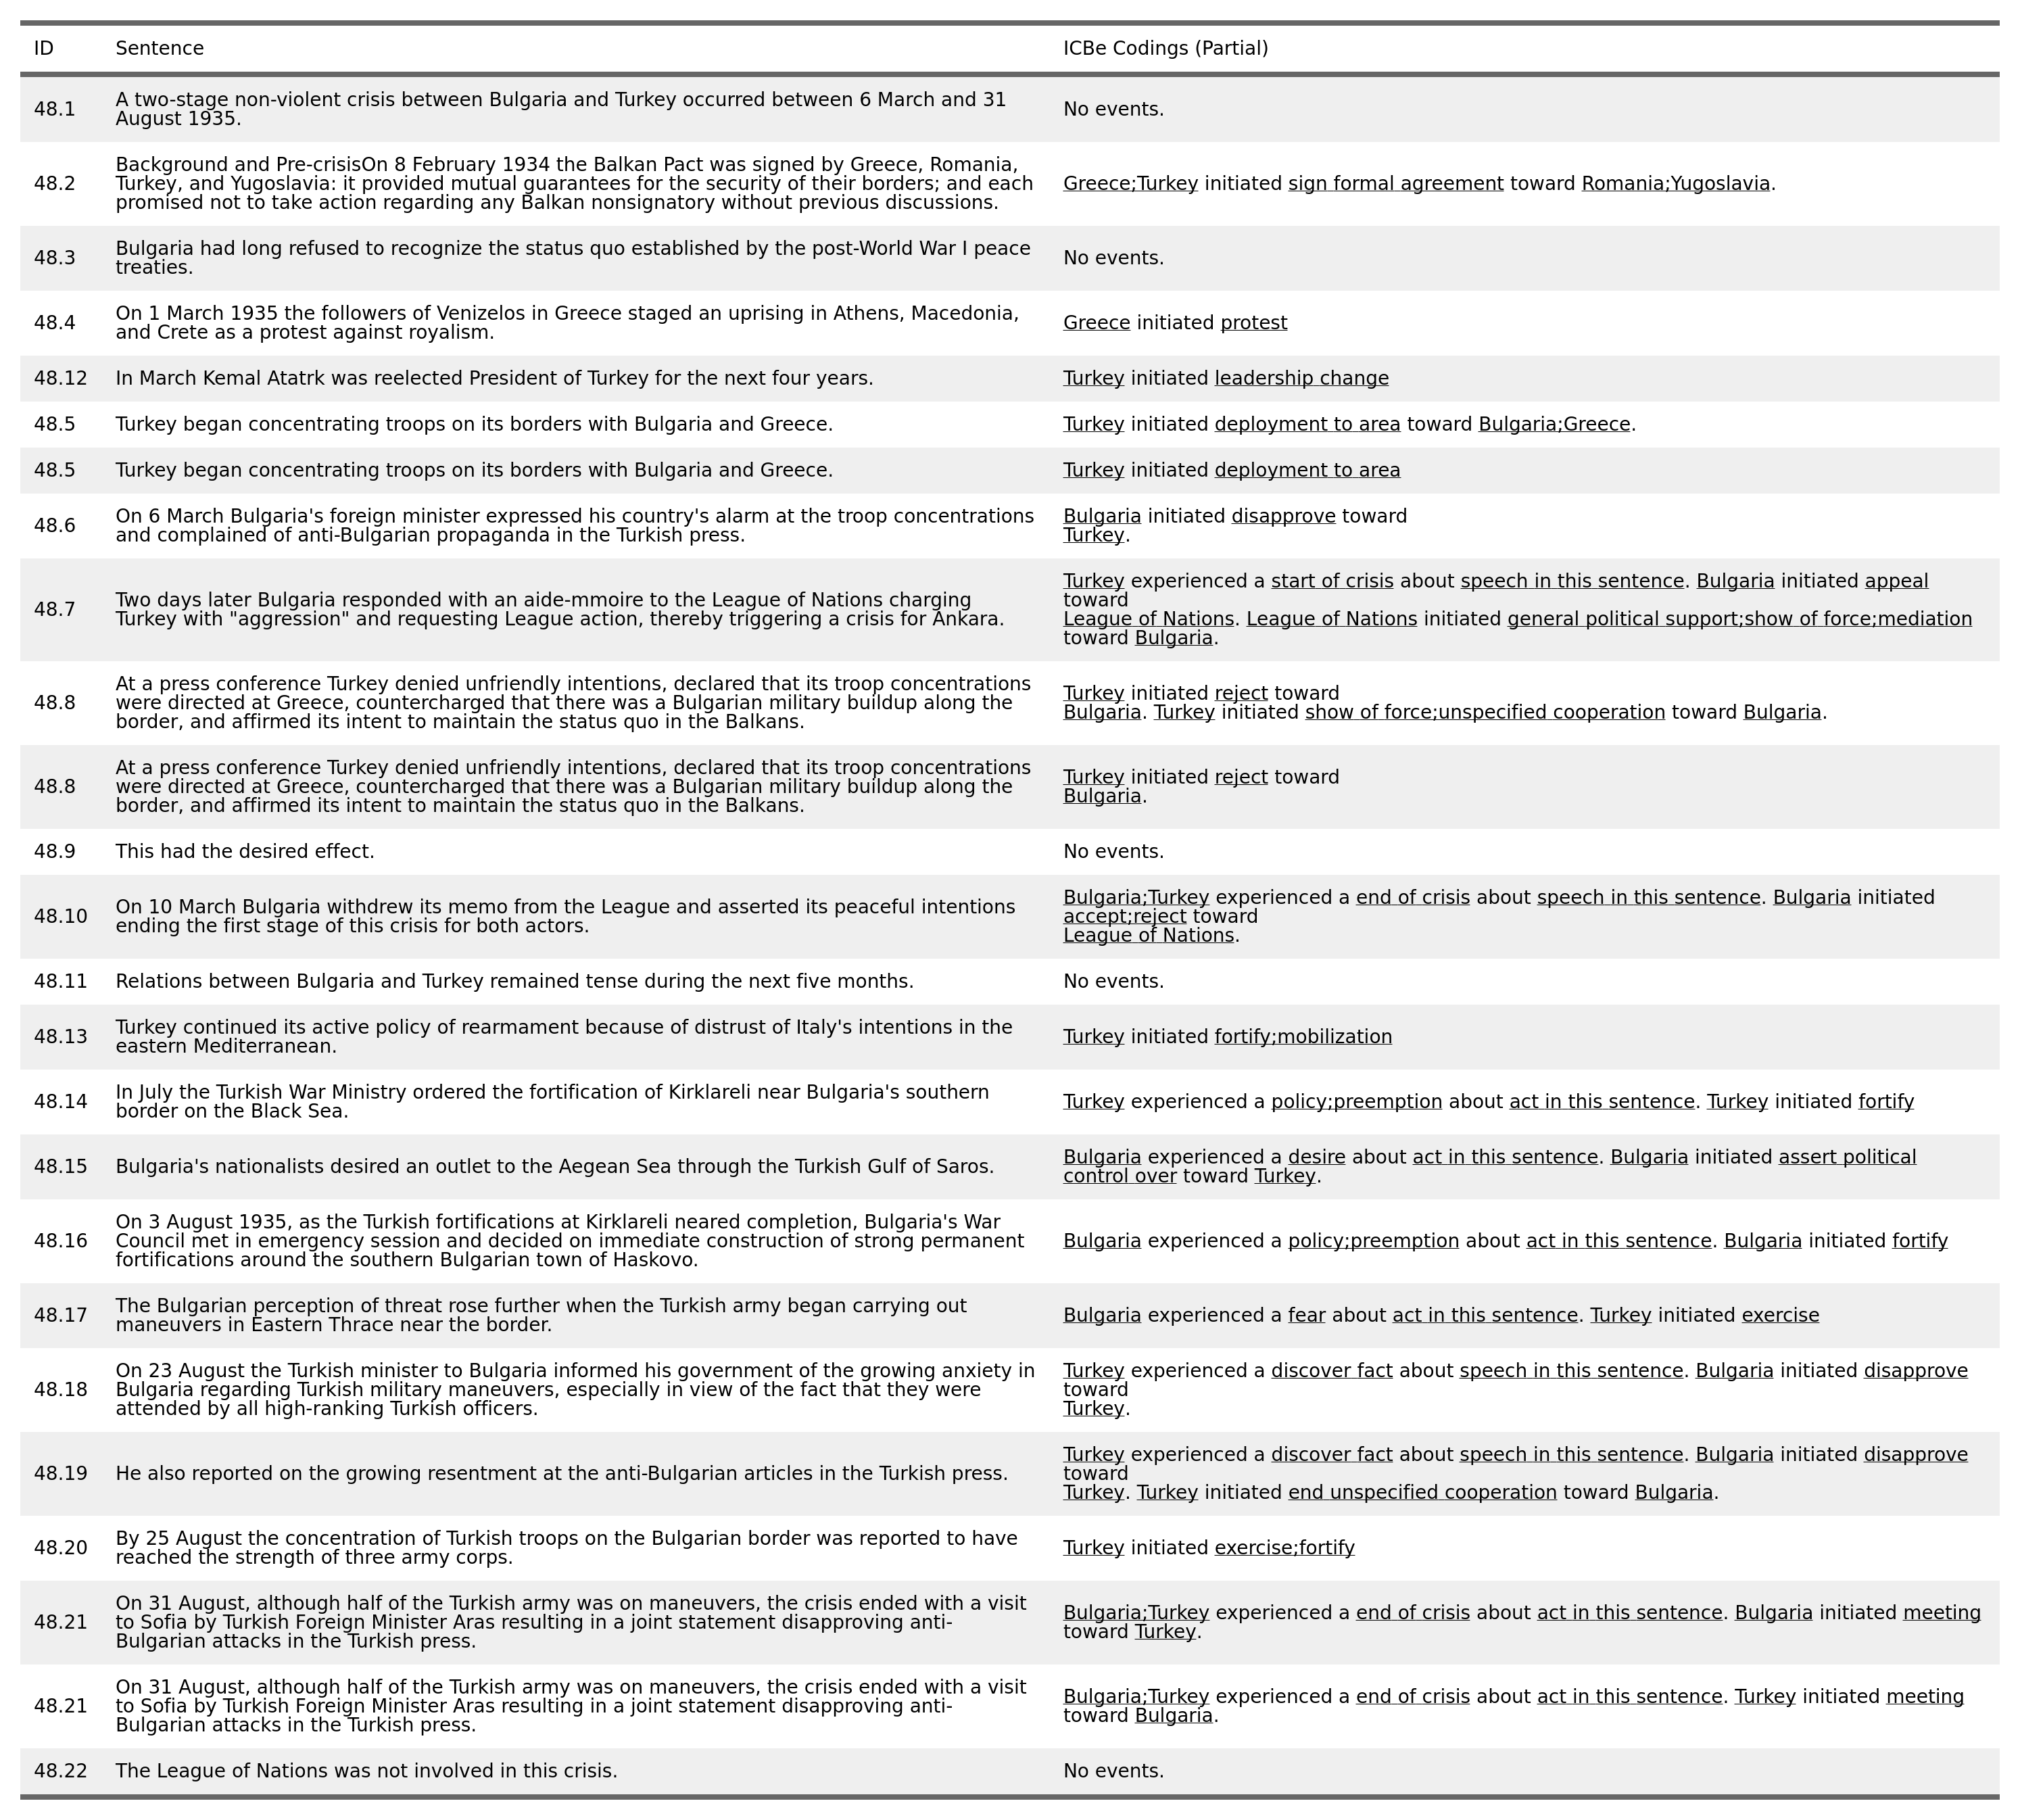 ID Sentence ICBe Codings (Partial)
48.1 A two-stage non-violent crisis between Bulgaria and Turkey occurred between 6 March and 31
August 1935.
No events.
48.2 Background and Pre-crisisOn 8 February 1934 the Balkan Pact was signed by Greece, Romania,
Turkey, and Yugoslavia: it provided mutual guarantees for the security of their borders; and each
promised not to take action regarding any Balkan nonsignatory without previous discussions.
Greece;Turkey initiated sign formal agreement toward Romania;Yugoslavia.
48.3 Bulgaria had long refused to recognize the status quo established by the post-World War I peace
treaties.
No events.
48.4 On 1 March 1935 the followers of Venizelos in Greece staged an uprising in Athens, Macedonia,
and Crete as a protest against royalism.
Greece initiated protest
48.12 In March Kemal Atatrk was reelected President of Turkey for the next four years.
Turkey initiated leadership change
48.5 Turkey began concentrating troops on its borders with Bulgaria and Greece.
Turkey initiated deployment to area toward Bulgaria;Greece.
48.5 Turkey began concentrating troops on its borders with Bulgaria and Greece.
Turkey initiated deployment to area
48.6 On 6 March Bulgaria's foreign minister expressed his country's alarm at the troop concentrations
and complained of anti-Bulgarian propaganda in the Turkish press.
Bulgaria initiated disapprove toward
Turkey.
48.7 Two days later Bulgaria responded with an aide-mmoire to the League of Nations charging
Turkey with "aggression" and requesting League action, thereby triggering a crisis for Ankara.
Turkey experienced a start of crisis about speech in this sentence. Bulgaria initiated appeal
toward
League of Nations. League of Nations initiated general political support;show of force;mediation
toward Bulgaria.
48.8 At a press conference Turkey denied unfriendly intentions, declared that its troop concentrations
were directed at Greece, countercharged that there was a Bulgarian military buildup along the
border, and affirmed its intent to maintain the status quo in the Balkans.
Turkey initiated reject toward
Bulgaria. Turkey initiated show of force;unspecified cooperation toward Bulgaria.
48.8 At a press conference Turkey denied unfriendly intentions, declared that its troop concentrations
were directed at Greece, countercharged that there was a Bulgarian military buildup along the
border, and affirmed its intent to maintain the status quo in the Balkans.
Turkey initiated reject toward
Bulgaria.
48.9 This had the desired effect.
No events.
48.10 On 10 March Bulgaria withdrew its memo from the League and asserted its peaceful intentions
ending the first stage of this crisis for both actors.
Bulgaria;Turkey experienced a end of crisis about speech in this sentence. Bulgaria initiated
accept;reject toward
League of Nations.
48.11 Relations between Bulgaria and Turkey remained tense during the next five months.
No events.
48.13 Turkey continued its active policy of rearmament because of distrust of Italy's intentions in the
eastern Mediterranean.
Turkey initiated fortify;mobilization
48.14 In July the Turkish War Ministry ordered the fortification of Kirklareli near Bulgaria's southern
border on the Black Sea.
Turkey experienced a policy;preemption about act in this sentence. Turkey initiated fortify
48.15 Bulgaria's nationalists desired an outlet to the Aegean Sea through the Turkish Gulf of Saros.
Bulgaria experienced a desire about act in this sentence. Bulgaria initiated assert political
control over toward Turkey.
48.16 On 3 August 1935, as the Turkish fortifications at Kirklareli neared completion, Bulgaria's War
Council met in emergency session and decided on immediate construction of strong permanent
fortifications around the southern Bulgarian town of Haskovo.
Bulgaria experienced a policy;preemption about act in this sentence. Bulgaria initiated fortify
48.17 The Bulgarian perception of threat rose further when the Turkish army began carrying out
maneuvers in Eastern Thrace near the border.
Bulgaria experienced a fear about act in this sentence. Turkey initiated exercise
48.18 On 23 August the Turkish minister to Bulgaria informed his government of the growing anxiety in
Bulgaria regarding Turkish military maneuvers, especially in view of the fact that they were
attended by all high-ranking Turkish officers.
Turkey experienced a discover fact about speech in this sentence. Bulgaria initiated disapprove
toward
Turkey.
48.19 He also reported on the growing resentment at the anti-Bulgarian articles in the Turkish press.
Turkey experienced a discover fact about speech in this sentence. Bulgaria initiated disapprove
toward
Turkey. Turkey initiated end unspecified cooperation toward Bulgaria.
48.20 By 25 August the concentration of Turkish troops on the Bulgarian border was reported to have
reached the strength of three army corps.
Turkey initiated exercise;fortify
48.21 On 31 August, although half of the Turkish army was on maneuvers, the crisis ended with a visit
to Sofia by Turkish Foreign Minister Aras resulting in a joint statement disapproving anti-
Bulgarian attacks in the Turkish press.
Bulgaria;Turkey experienced a end of crisis about act in this sentence. Bulgaria initiated meeting
toward Turkey.
48.21 On 31 August, although half of the Turkish army was on maneuvers, the crisis ended with a visit
to Sofia by Turkish Foreign Minister Aras resulting in a joint statement disapproving anti-
Bulgarian attacks in the Turkish press.
Bulgaria;Turkey experienced a end of crisis about act in this sentence. Turkey initiated meeting
toward Bulgaria.
48.22 The League of Nations was not involved in this crisis.
No events.